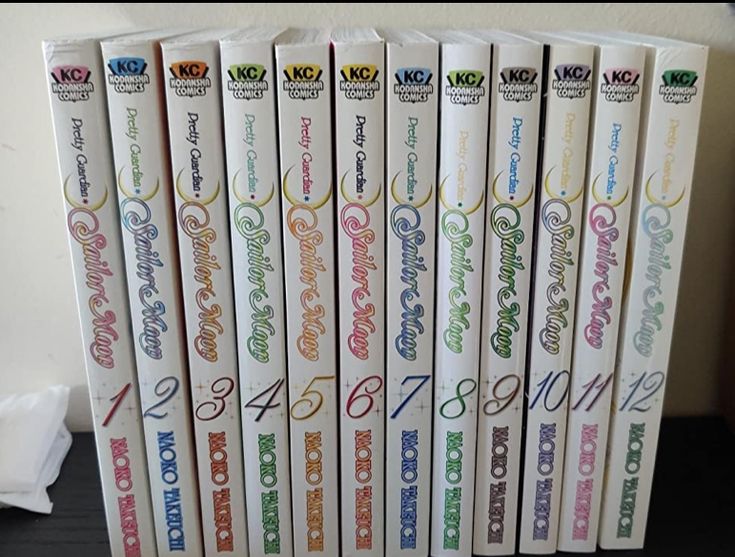 KC
KODANSHA
COMICS
Pretty Guardian
Sailor Moon
1
NAOKO TAKEUCHI
KC
KODANSHA
COMICS
Pretty Guardian
Sailor Moon
2
NAOKO TAKEUCHI
KC
KODANSHA
COMICS
Pretty Guardian
Sailor Moon
3
NAOKO TAKEUCHI
KC
KODANSHA
COMICS
Pretty Guardian
Sailor Moon
4
NAOKO TAKEUCHI
KC
KODANSHA
COMICS
Pretty Guardian
Sailor Moon
5
NAOKO TAKEUCHI
KC
KODANSHA
COMICS
Pretty Guardian
Sailor Moon
6
NAOKO TAKEUCHI
KC
KODANSHA
COMICS
Pretty Guardian
Sailor Moon
7
NAOKO TAKEUCHI
KC
KODANSHA
COMICS
Pretty Guardian
Sailor Moon
8
NAOKO TAKEUCHI
KC
KODANSHA
COMICS
Pretty Guardian
Sailor Moon
9
NAOKO TAKEUCHI
KC
KODANSHA
COMICS
Pretty Guardian
Sailor Moon
10
NAOKO TAKEUCHI
KC
KODANSHA
COMICS
Pretty Guardian
Sailor Moon
11
NAOKO TAKEUCHI
KC
KODANSHA
COMICS
Pretty Guardian
Sailor Moon
12
NAOKO TAKEUCHI